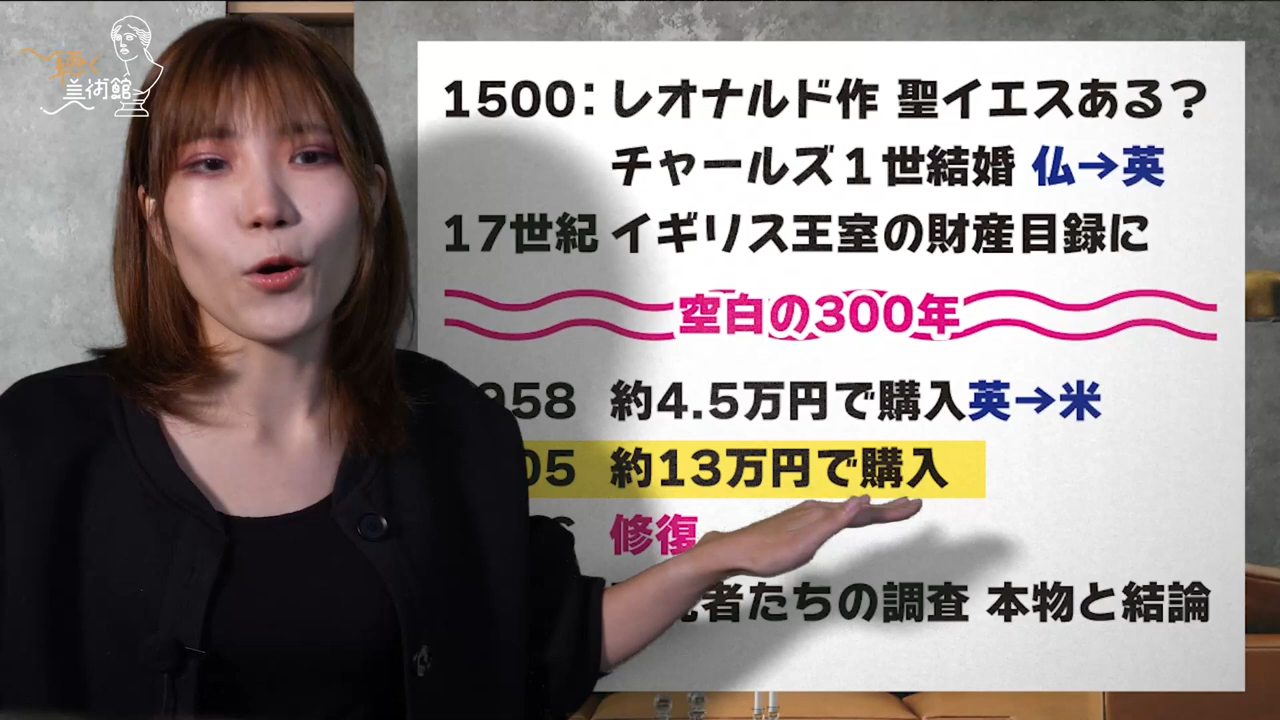 聴く
美術館
1500：レオナルド作 聖イエスある？
チャールズ１世結婚 仏→英
17世紀 イギリス王室の財産目録に
空白の300年
958 約4.5万円で購入英→米
05 約13万円で購入
修復
者たちの調査 本物と結論